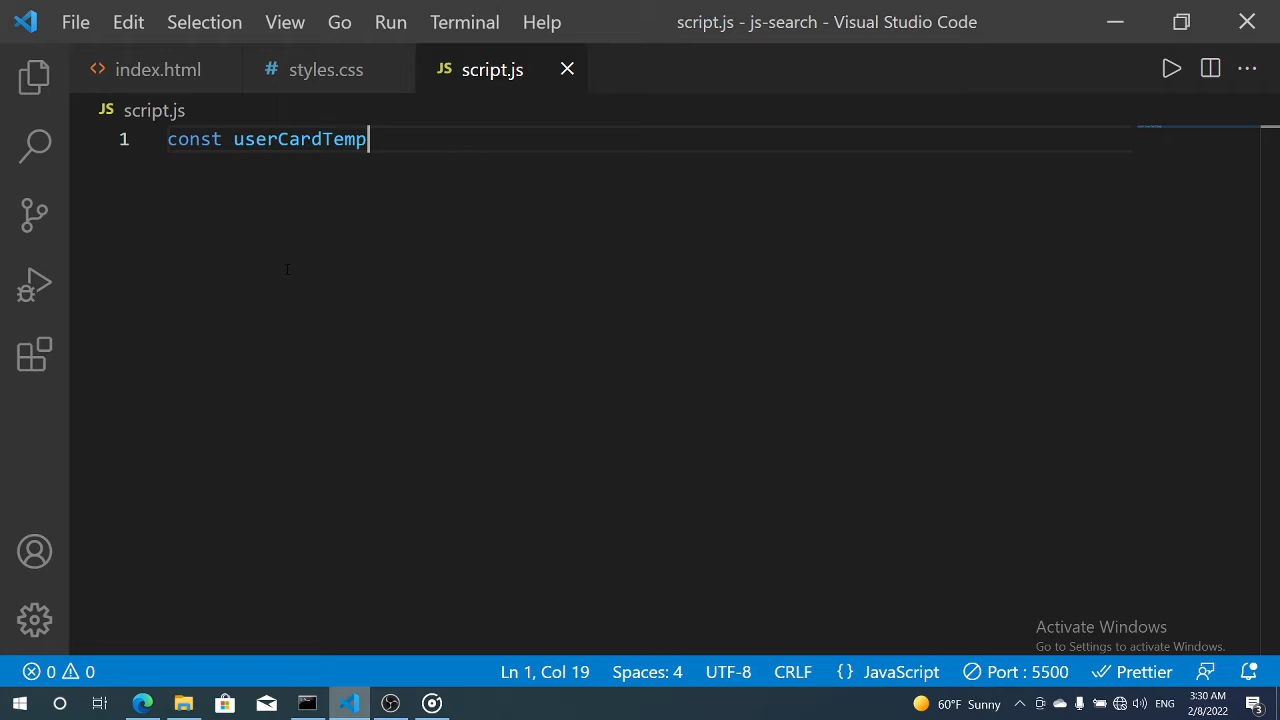 File Edit Selection View Go Run Terminal Help script.js - js-search - Visual Studio Code
<> index.html # styles.css JS script.js
JS script.js
1 const userCardTemp
Activate Windows
Go to Settings to activate Windows.
0 0 Ln 1, Col 19 Spaces: 4 UTF-8 CRLF {} JavaScript Port : 5500 Prettier
60°F Sunny ENG 3:30 AM
2/8/2022 3